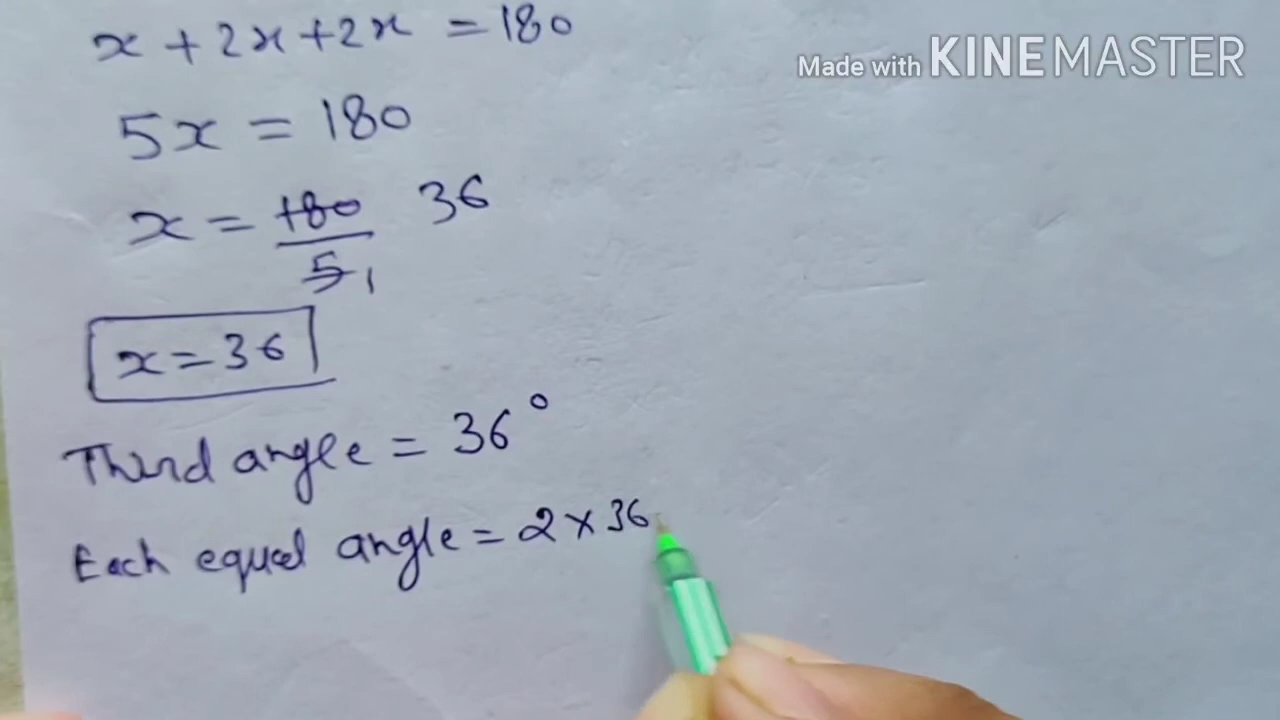 x + 2x + 2x = 180
Made with KINEMASTER
5x = 180
x = 180/5 1 36
x = 36
Third angle = 36°
Each equal angle = 2 × 36